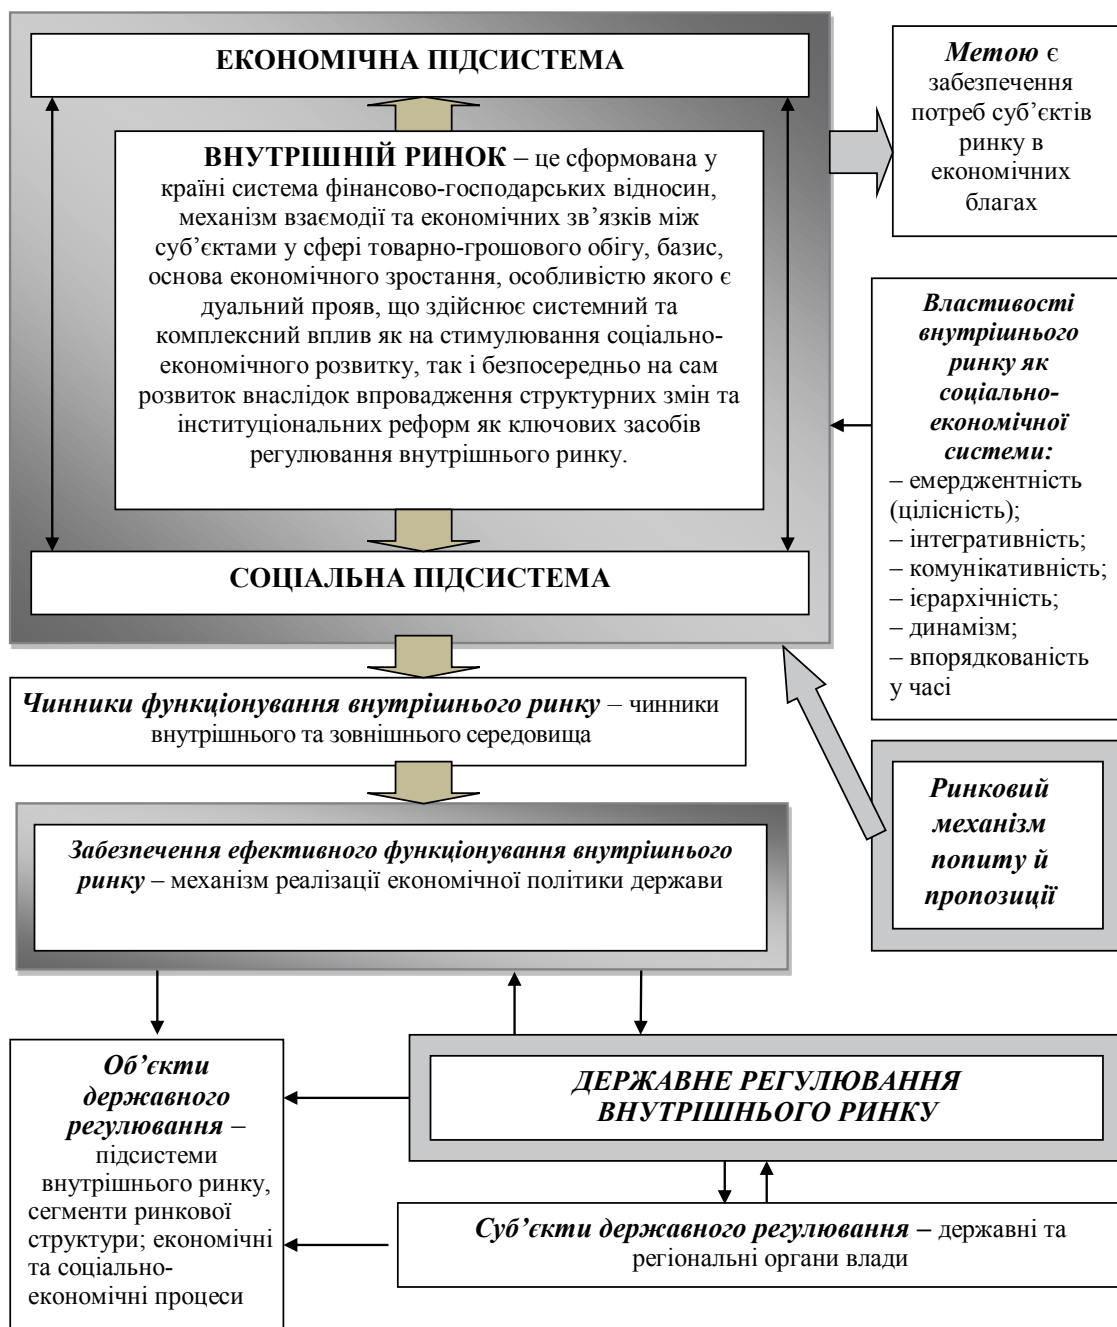 ЕКОНОМІЧНА ПІДСИСТЕМА
ВНУТРІШНІЙ РИНОК – це сформована у
країні система фінансово-господарських відносин,
механізм взаємодії та економічних зв’язків між
суб’єктами у сфері товарно-грошового обігу, базис,
основа економічного зростання, особливістю якого є
дуальний прояв, що здійснює системний та
комплексний вплив як на стимулювання соціально-
економічного розвитку, так і безпосередньо на сам
розвиток внаслідок впровадження структурних змін та
інституціональних реформ як ключових засобів
регулювання внутрішнього ринку.
СОЦІАЛЬНА ПІДСИСТЕМА
Метою є
забезпечення
потреб суб’єктів
ринку в
економічних
благах
Властивості
внутрішнього
ринку як
соціально-
економічної
системи:
– емерджентність
(цілісність);
– інтегративність;
– комунікативність;
– ієрархічність;
– динамізм;
– впорядкованість
у часі
Чинники функціонування внутрішнього ринку – чинники
внутрішнього та зовнішнього середовища
Ринковий
механізм
попиту й
пропозиції
Забезпечення ефективного функціонування внутрішнього
ринку – механізм реалізації економічної політики держави
Об’єкти
державного
регулювання –
підсистеми
внутрішнього ринку,
сегменти ринкової
структури; економічні
та соціально-
економічні процеси
ДЕРЖАВНЕ РЕГУЛЮВАННЯ
ВНУТРІШНЬОГО РИНКУ
Суб’єкти державного регулювання – державні та
регіональні органи влади